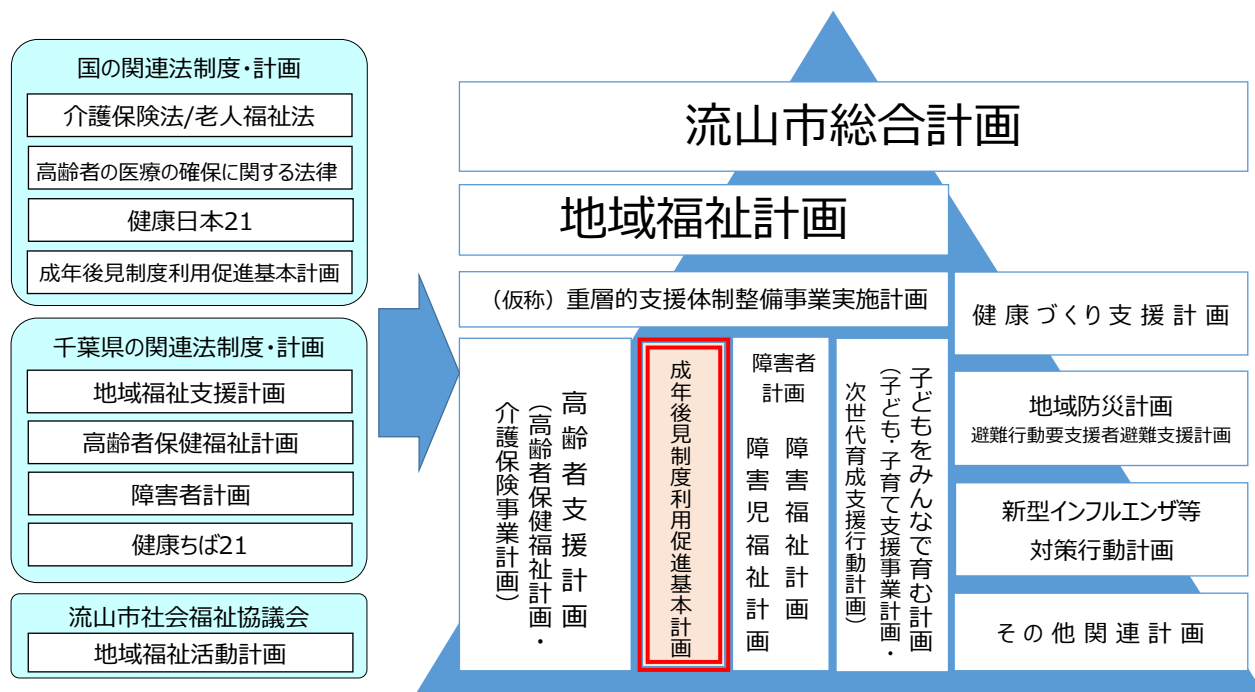 国の関連法制度・計画
介護保険法/老人福祉法
高齢者の医療の確保に関する法律
健康日本21
成年後見制度利用促進基本計画
千葉県の関連法制度・計画
地域福祉支援計画
高齢者保健福祉計画
障害者計画
健康ちば21
流山市社会福祉協議会
地域福祉活動計画
流山市総合計画
地域福祉計画
（仮称）重層的支援体制整備事業実施計画
高齢者支援計画
（高齢者保健福祉計画・
介護保険事業計画）
成年後見制度利用促進基本計画
障害者
計画
障害福祉計画
障害児福祉計画
子どもをみんなで育む計画
（子ども・子育て支援事業計画・
次世代育成支援行動計画）
健康づくり支援計画
地域防災計画
避難行動要支援者避難支援計画
新型インフルエンザ等
対策行動計画
その他関連計画